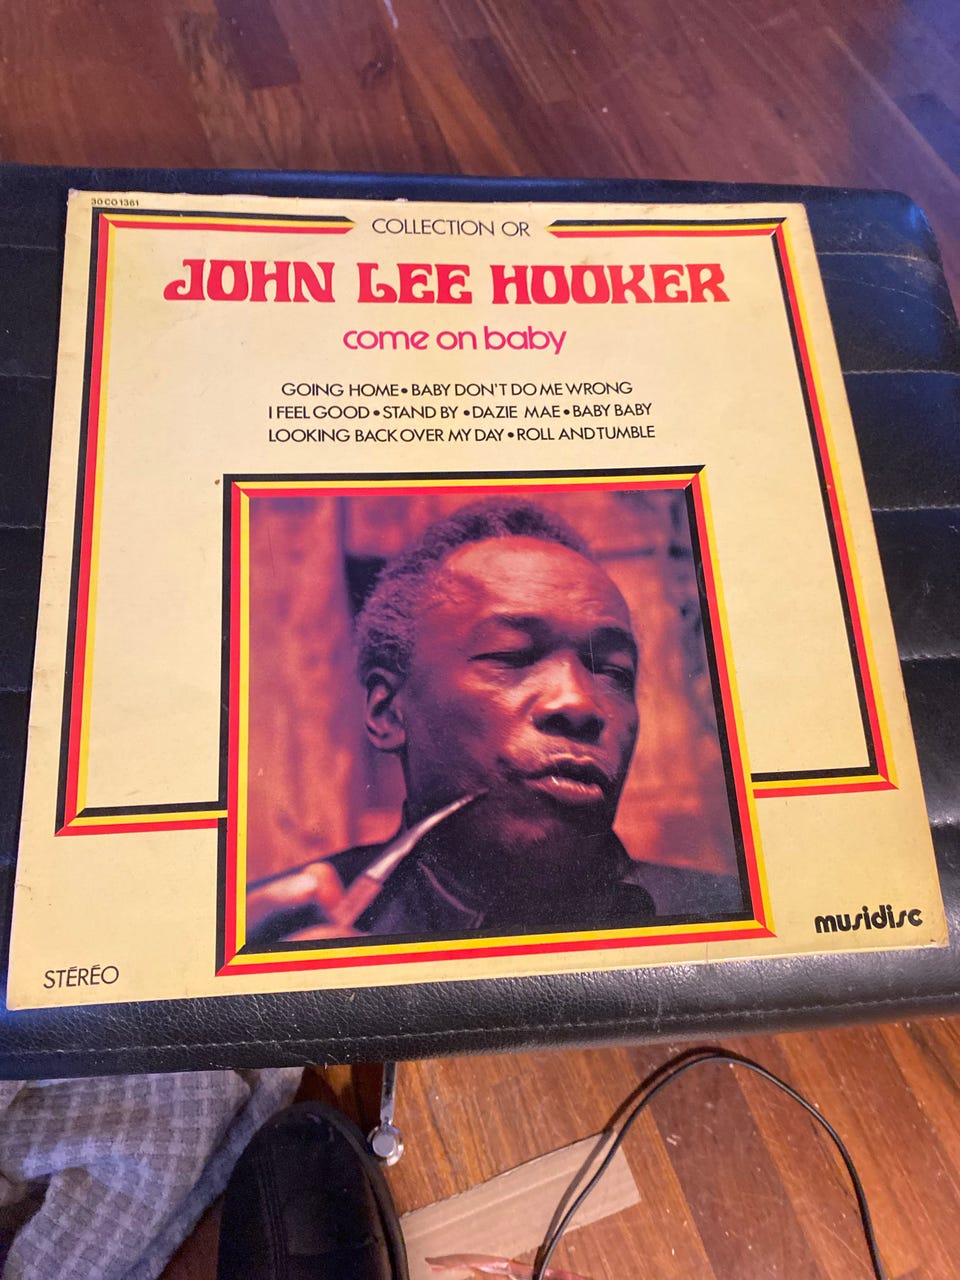 30 CO 1361
COLLECTION OR
JOHN LEE HOOKER
come on baby
GOING HOME • BABY DON'T DO ME WRONG
I FEEL GOOD • STAND BY • DAZIE MAE • BABY BABY
LOOKING BACK OVER MY DAY • ROLL AND TUMBLE
musidisc
STÉRÉO